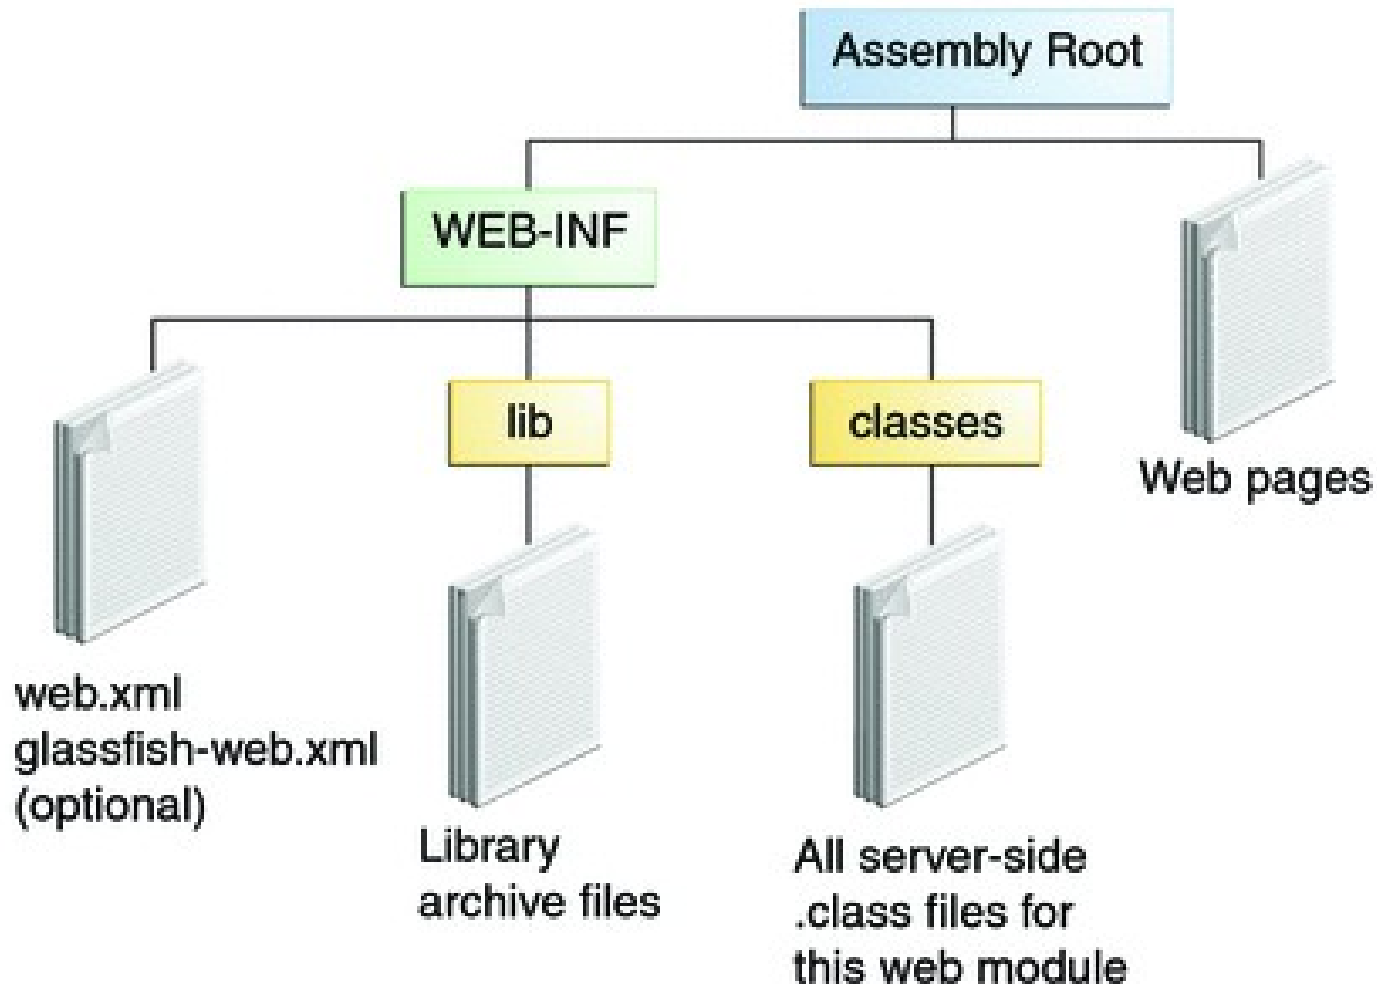 Assembly Root
WEB-INF
lib
classes
Web pages
web.xml
glassfish-web.xml
(optional)
Library
archive files
All server-side
.class files for
this web module